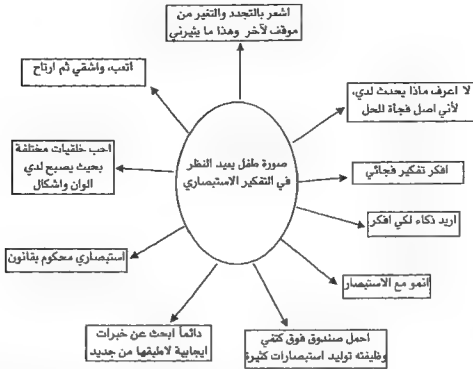 اشعر بالتجدد والتغير من
موقف لآخر وهذا ما يثيرني
لا اعرف ماذا يحدث لدي،
لأني اصل فجأة للحل
افكر تفكير فجائي
اريد ذكاء لكي افكر
انمو مع الاستبصار
احمل صندوق فوق كتفي
وظيفته توليد استبصارات كثيرة
دائماً ابحث عن خبرات
ايجابية لاطبقها من جديد
استبصاري محكوم بقانون
احب خلفيات مختلفة
بحيث يصبح لدي
الوان واشكال
اتعب، واشقي ثم ارتاح
صورة طفل يعيد النظر
في التفكير الاستبصاري